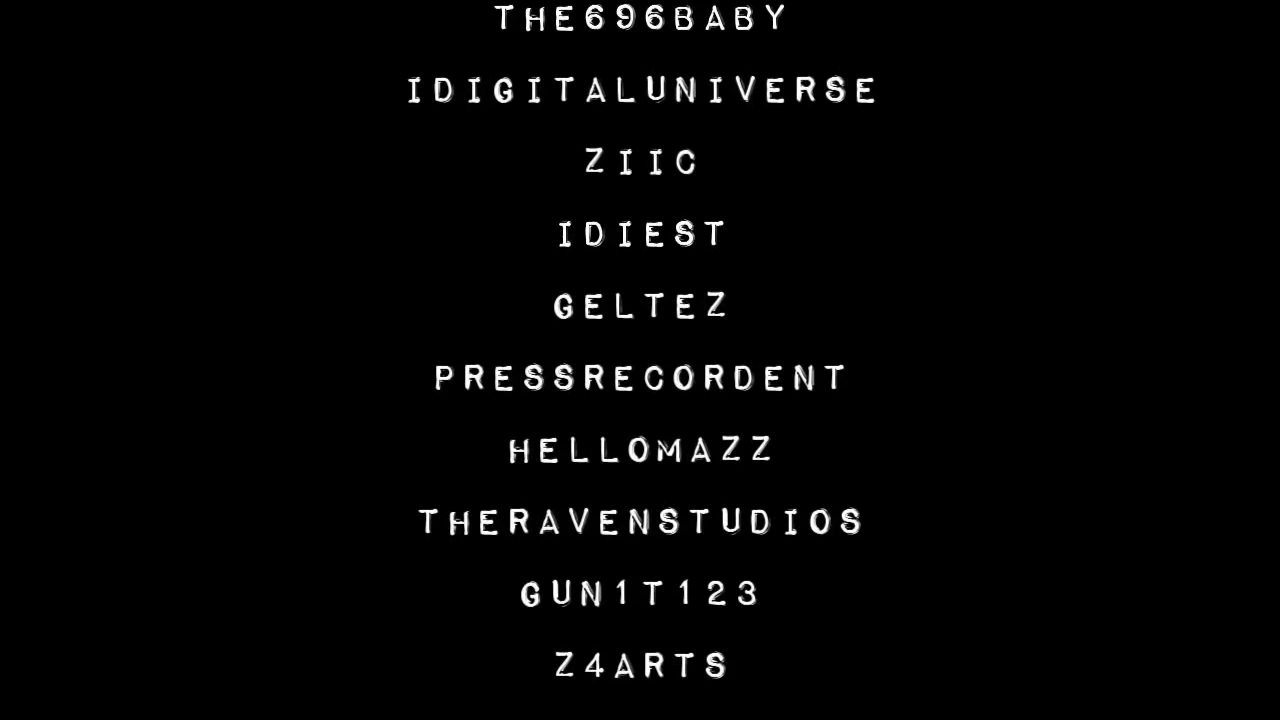 THE696BABY
IDIGITALUNIVERSE
ZIIC
IDIEST
GELTEZ
PRESSRECORDENT
HELLOMAZZ
THERAVENSTUDIOS
GUN1T123
Z4ARTS